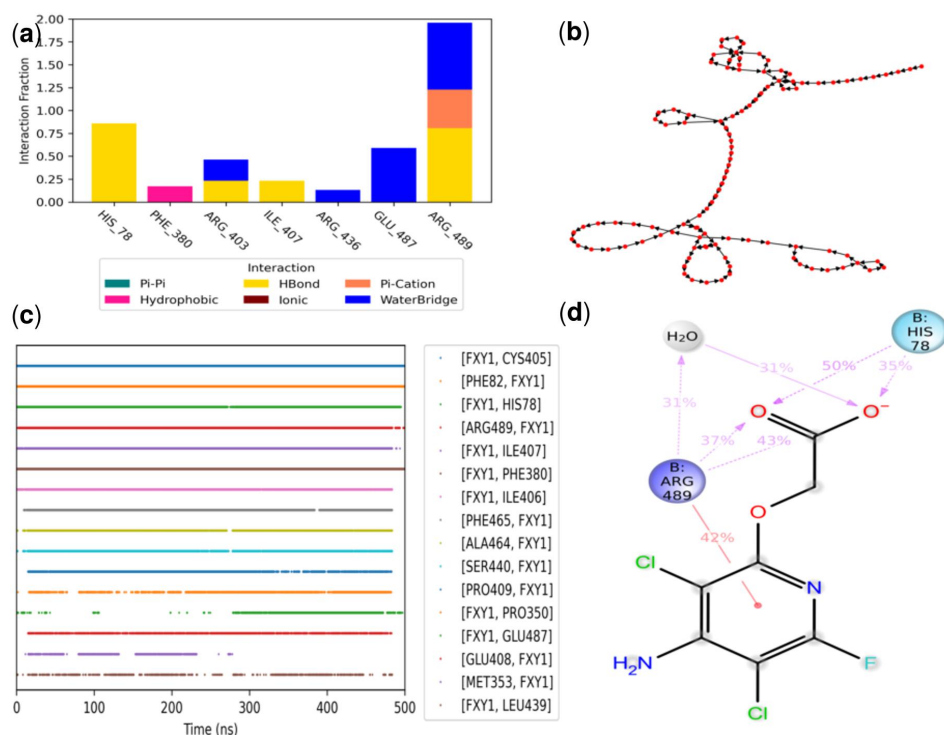 (a)
2.00
1.75
1.50
1.25
1.00
0.75
0.50
0.25
0.00
Interaction Fraction
HIS_78
PHE_380
ARG_403
ILE_407
ARG_436
GLU_487
ARG_489
Interaction
Pi-Pi
HBond
Pi-Cation
Hydrophobic
Ionic
WaterBridge
(b)
(c)
[FXY1, CYS405]
[PHE82, FXY1]
[FXY1, HIS78]
[ARG489, FXY1]
[FXY1, ILE407]
[FXY1, PHE380]
[FXY1, ILE406]
[PHE465, FXY1]
[ALA464, FXY1]
[SER440, FXY1]
[PRO409, FXY1]
[FXY1, PRO350]
[FXY1, GLU487]
[GLU408, FXY1]
[MET353, FXY1]
[FXY1, LEU439]
0
100
200
300
400
500
Time (ns)
(d)
B:
HIS
78
H₂O
50%
35%
31%
31%
O
O⁻
37%
43%
B:
ARG
489
O
42%
Cl
N
H₂N
F
Cl